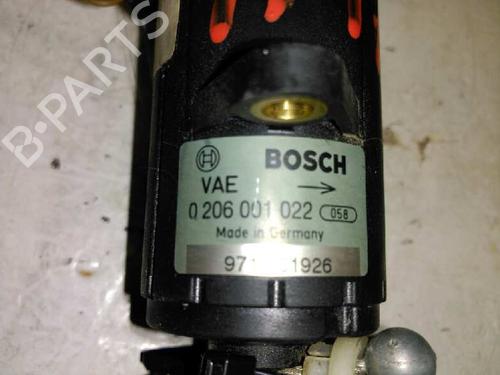 B-PARTS
BOSCH
VAE
0 206 001 022 058
Made in Germany